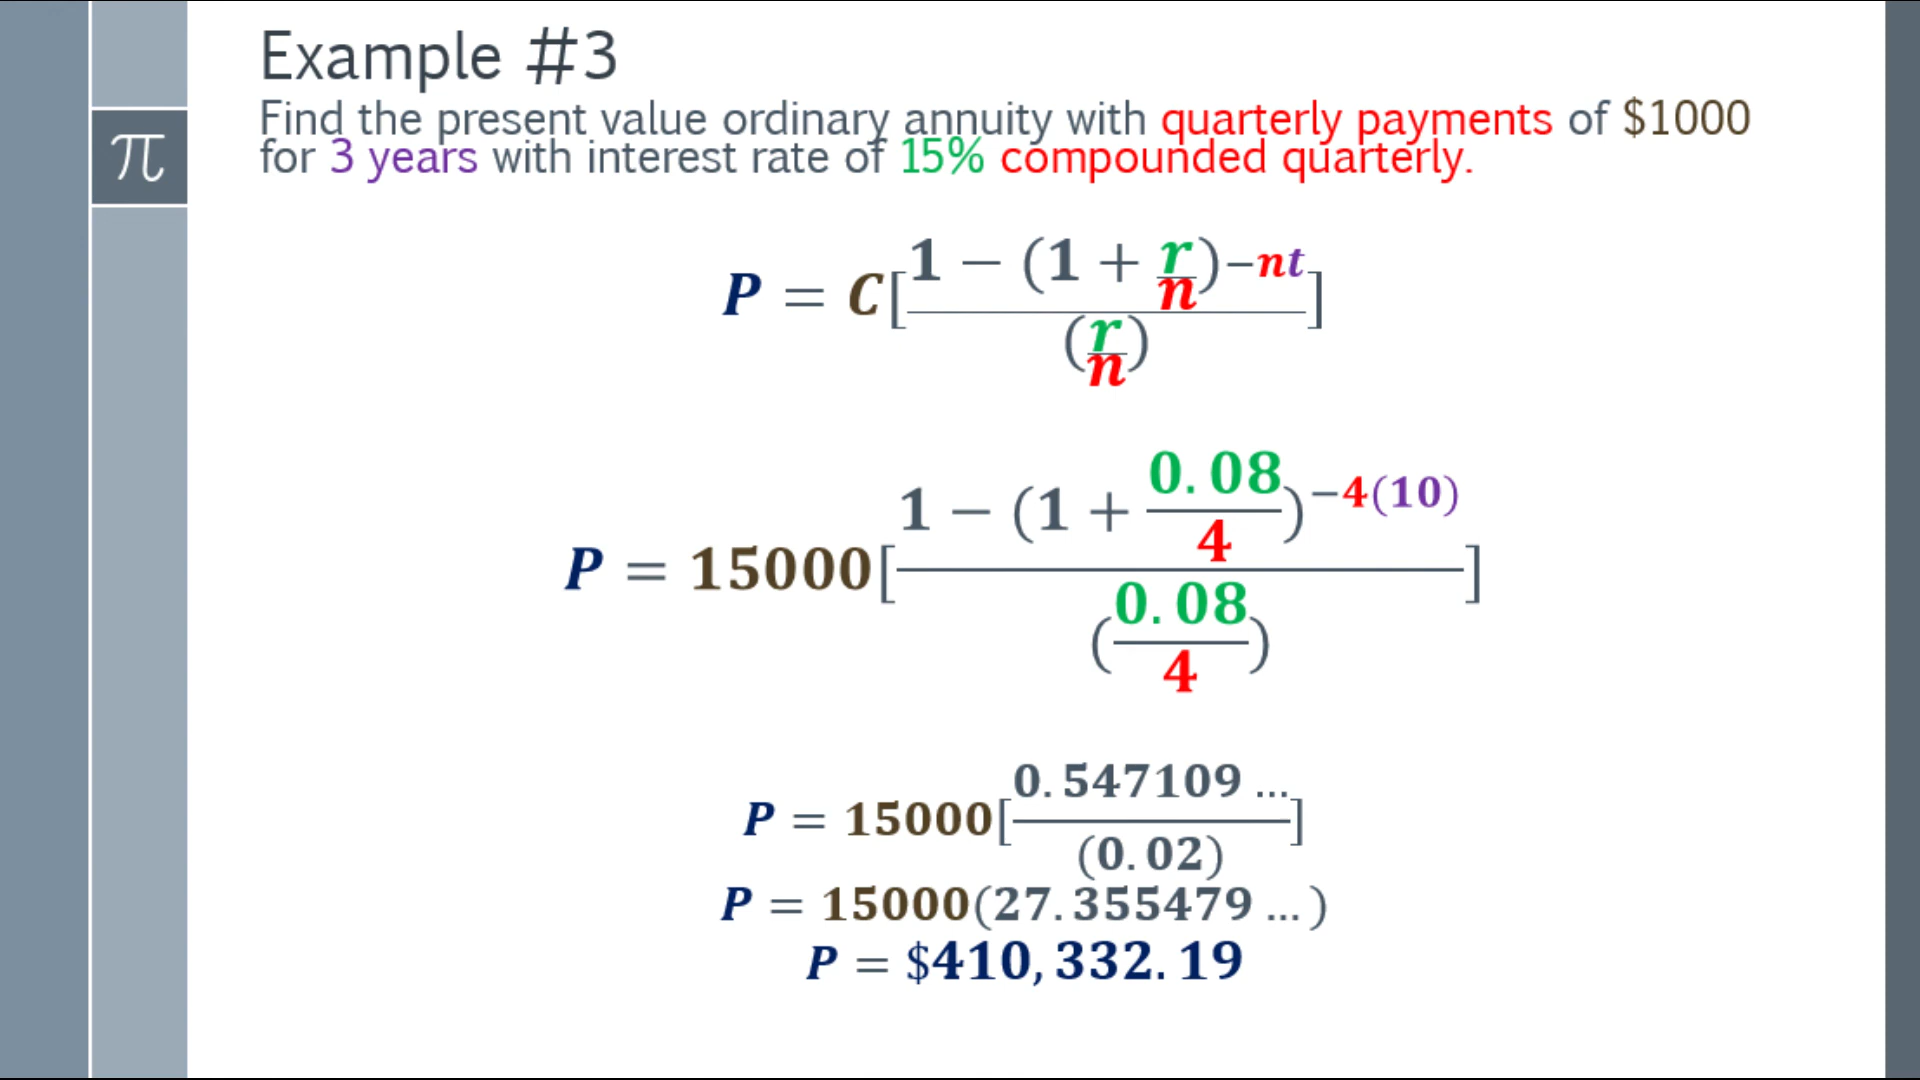 Example #3
π
Find the present value ordinary annuity with quarterly payments of $1000
for 3 years with interest rate of 15% compounded quarterly.
P = C[1 − (1 + r/n)^−nt / (r/n)]
P = 15000[1 − (1 + 0.08/4)^−4(10) / (0.08/4)]
P = 15000[0.547109... / (0.02)]
P = 15000(27.355479...)
P = $410,332.19